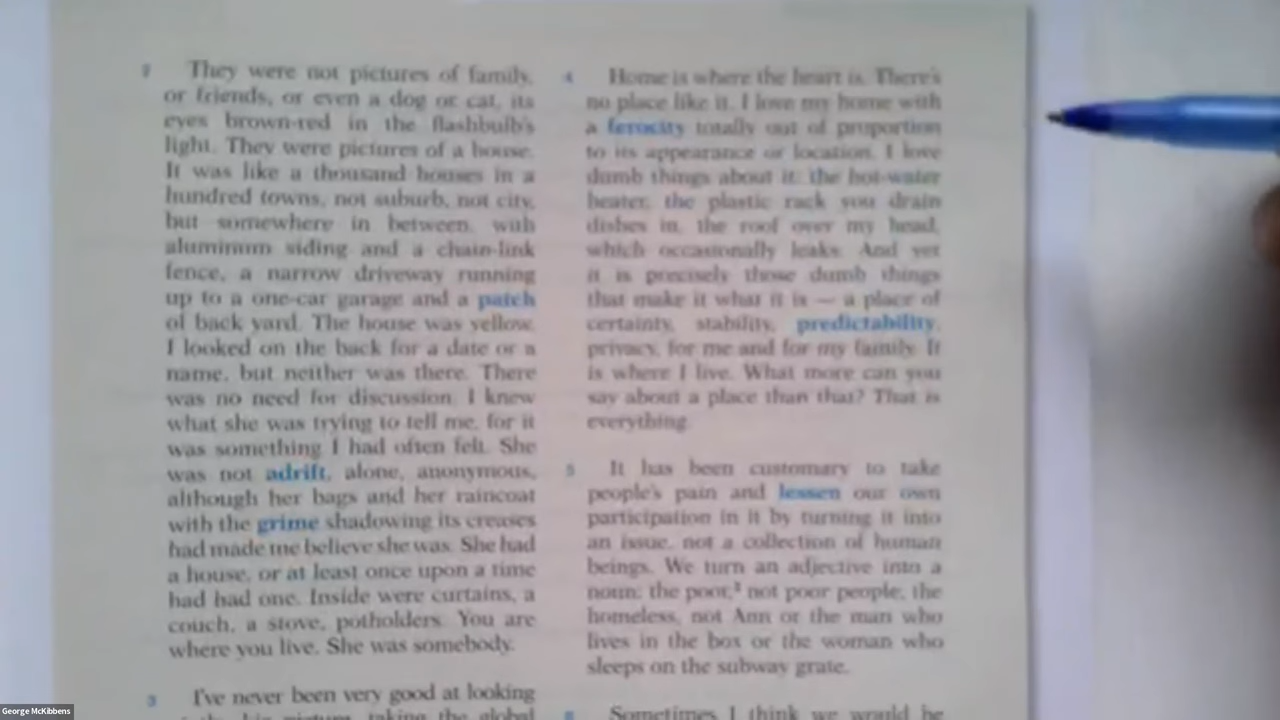 2 They were not pictures of family,
or friends, or even a dog or cat, its
eyes brown-red in the flashbulb's
light. They were pictures of a house.
It was like a thousand houses in a
hundred towns, not suburb, not city,
but somewhere in between, with
aluminum siding and a chain-link
fence, a narrow driveway running
up to a one-car garage and a patch
of back yard. The house was yellow.
I looked on the back for a date or a
name, but neither was there. There
was no need for discussion. I knew
what she was trying to tell me, for it
was something I had often felt. She
was not adrift, alone, anonymous,
although her bags and her raincoat
with the grime shadowing its creases
had made me believe she was. She had
a house, or at least once upon a time
had had one. Inside were curtains, a
couch, a stove, potholders. You are
where you live. She was somebody.
3 I've never been very good at looking
at the big picture, taking the global
4 Home is where the heart is. There's
no place like it. I love my home with
a ferocity totally out of proportion
to its appearance or location. I love
dumb things about it: the hot-water
heater, the plastic rack you drain
dishes in, the roof over my head,
which occasionally leaks. And yet
it is precisely those dumb things
that make it what it is — a place of
certainty, stability, predictability,
privacy, for me and for my family. It
is where I live. What more can you
say about a place than that? That is
everything.
5 It has been customary to take
people's pain and lessen our own
participation in it by turning it into
an issue, not a collection of human
beings. We turn an adjective into a
noun: the poor,² not poor people; the
homeless, not Ann or the man who
lives in the box or the woman who
sleeps on the subway grate.
6 Sometimes I think we would be
George McKibbens